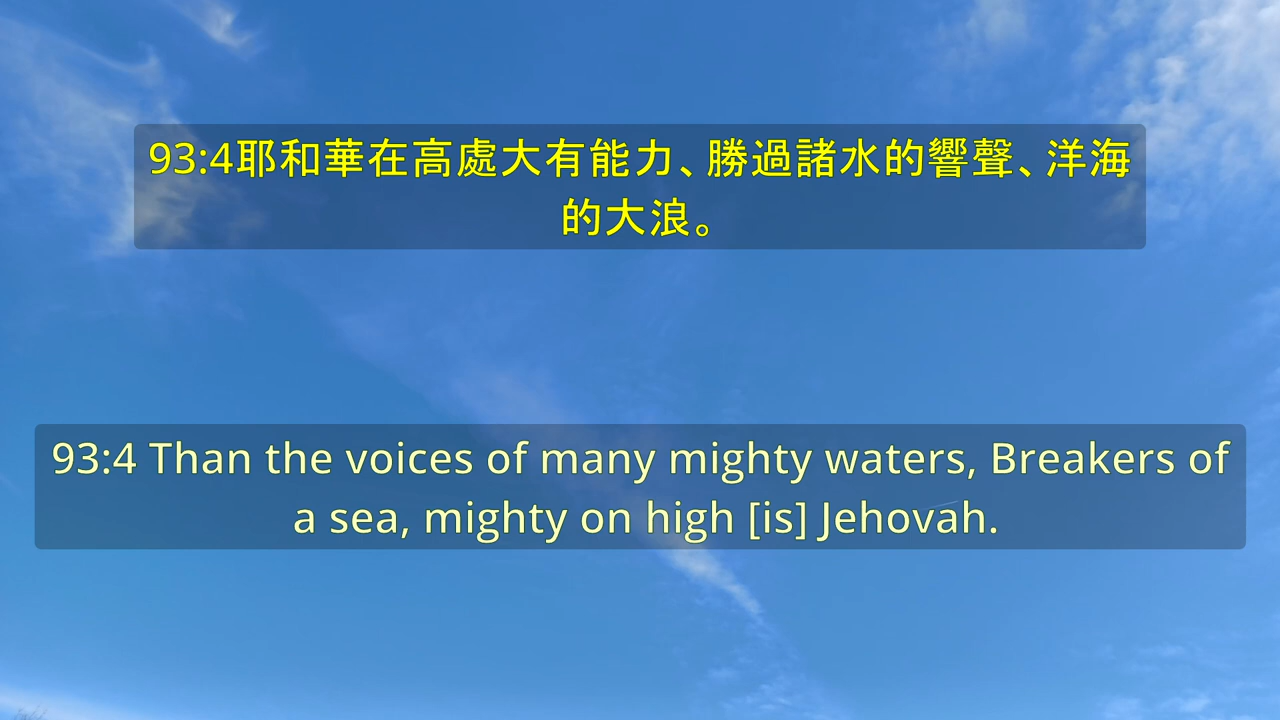 93:4耶和華在高處大有能力、勝過諸水的響聲、洋海
的大浪。
93:4 Than the voices of many mighty waters, Breakers of
a sea, mighty on high [is] Jehovah.